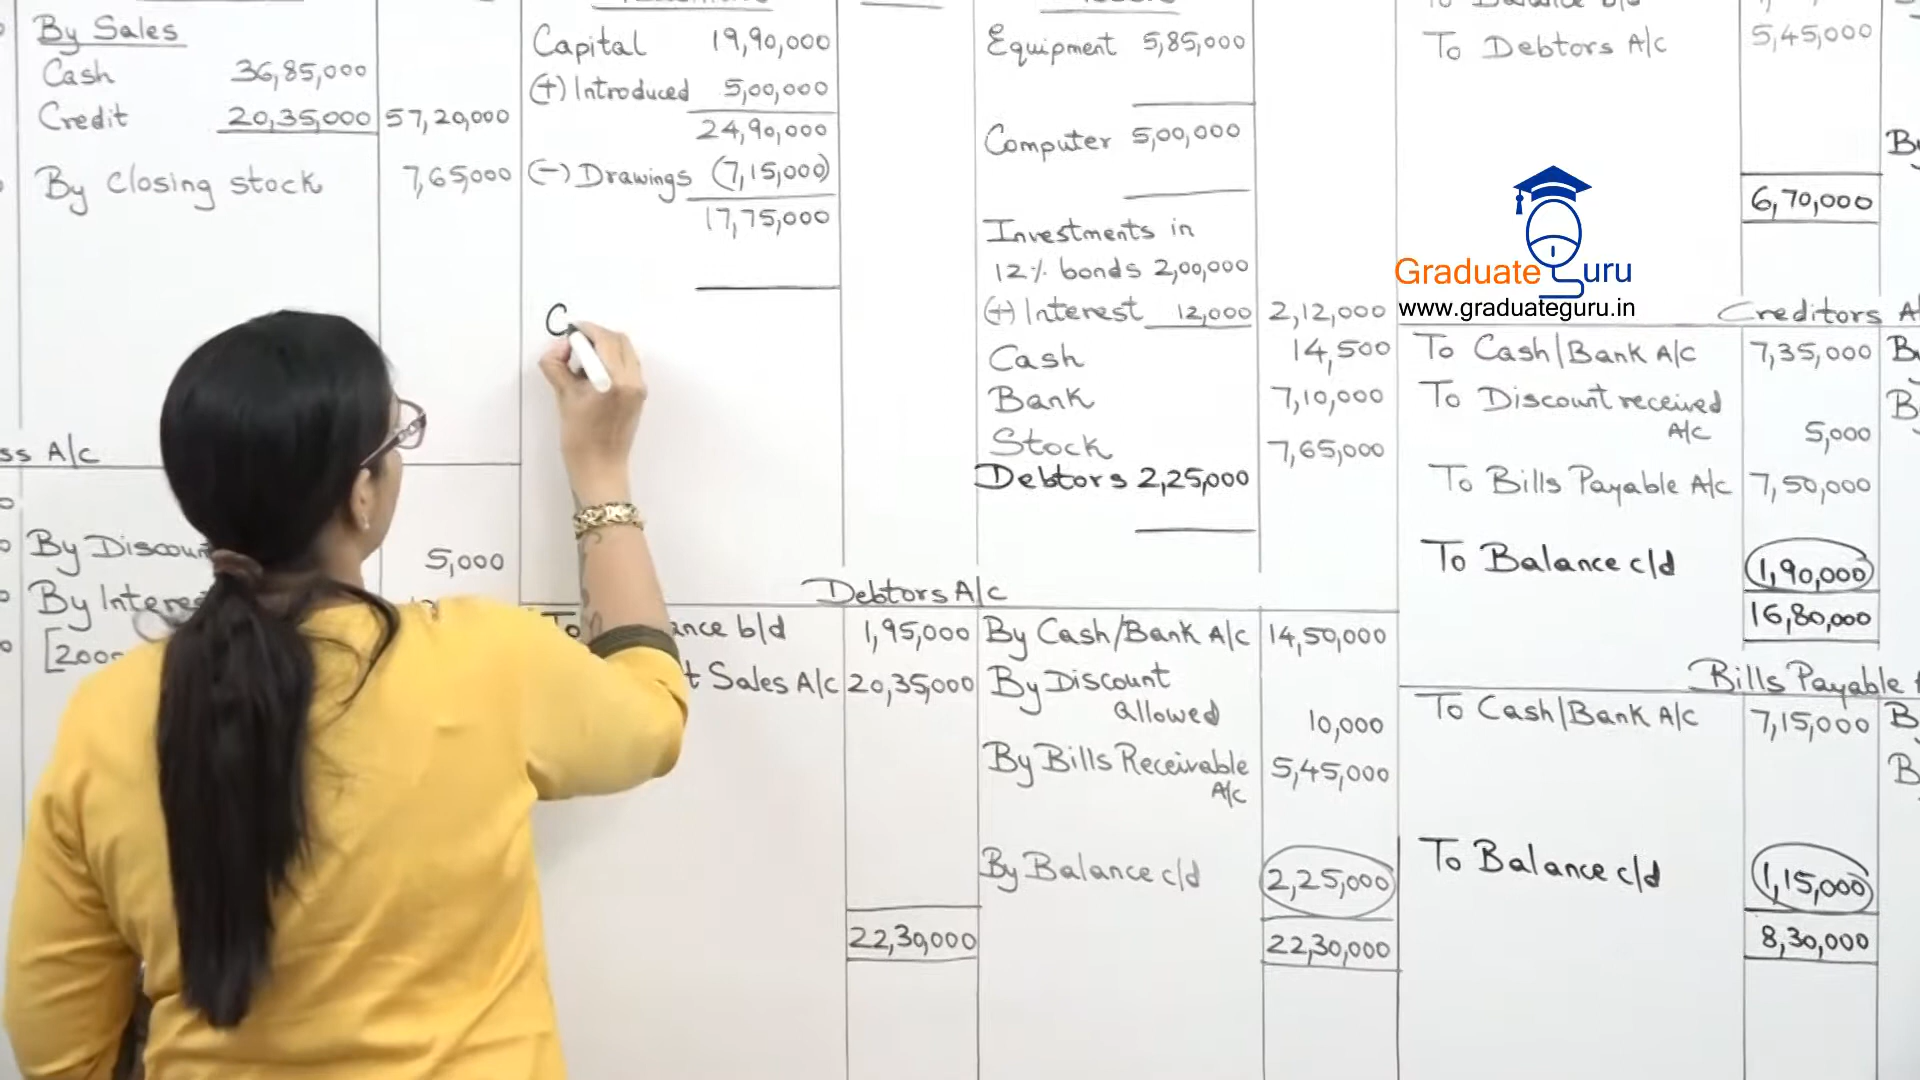 By Sales
Cash 36,85,000
Credit 20,35,000 57,20,000
By Closing stock 7,65,000
ss A/c
By Discoun 5,000
By Interes
[200
Capital 19,90,000
(+) Introduced 5,00,000
24,90,000
(-) Drawings (7,15,000)
17,75,000
C
Equipment 5,85,000
Computer 5,00,000
Investments in
12% bonds 2,00,000
(+) Interest 12,000 2,12,000
Cash 14,500
Bank 7,10,000
Stock 7,65,000
Debtors 2,25,000
Debtors A/c
To ance b/d 1,95,000 By Cash/Bank A/c 14,50,000
t Sales A/c 20,35,000 By Discount
allowed 10,000
By Bills Receivable 5,45,000
A/c
By Balance c/d 2,25,000
22,30,000 22,30,000
To Debtors A/c 5,45,000
By
6,70,000
Graduate Guru
www.graduateguru.in
Creditors A
To Cash/Bank A/c 7,35,000 B
To Discount received
A/c 5,000 B
To Bills Payable A/c 7,50,000
To Balance c/d 1,90,000
16,80,000
Bills Payable
To Cash/Bank A/c 7,15,000 B
B
To Balance c/d 1,15,000
8,30,000